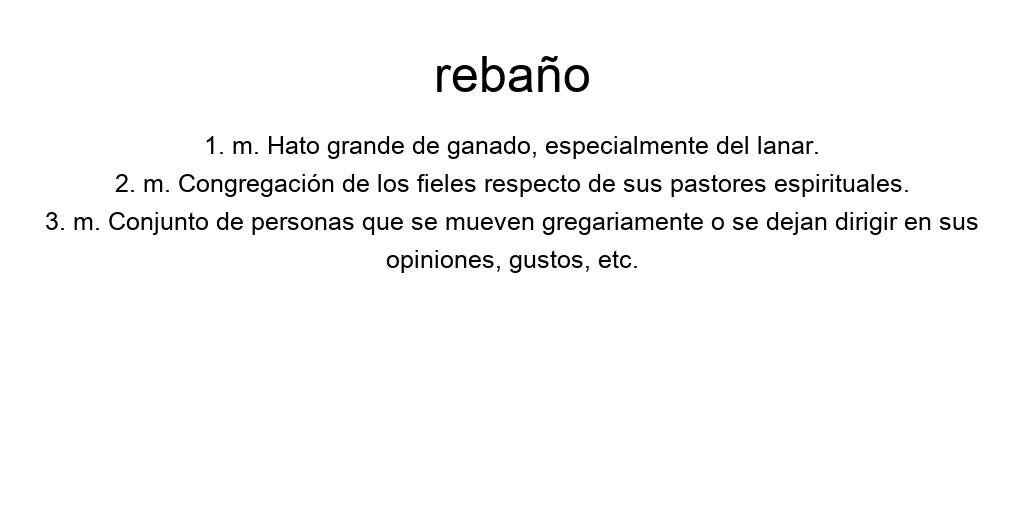 rebaño
1. m. Hato grande de ganado, especialmente del lanar.
2. m. Congregación de los fieles respecto de sus pastores espirituales.
3. m. Conjunto de personas que se mueven gregariamente o se dejan dirigir en sus
opiniones, gustos, etc.